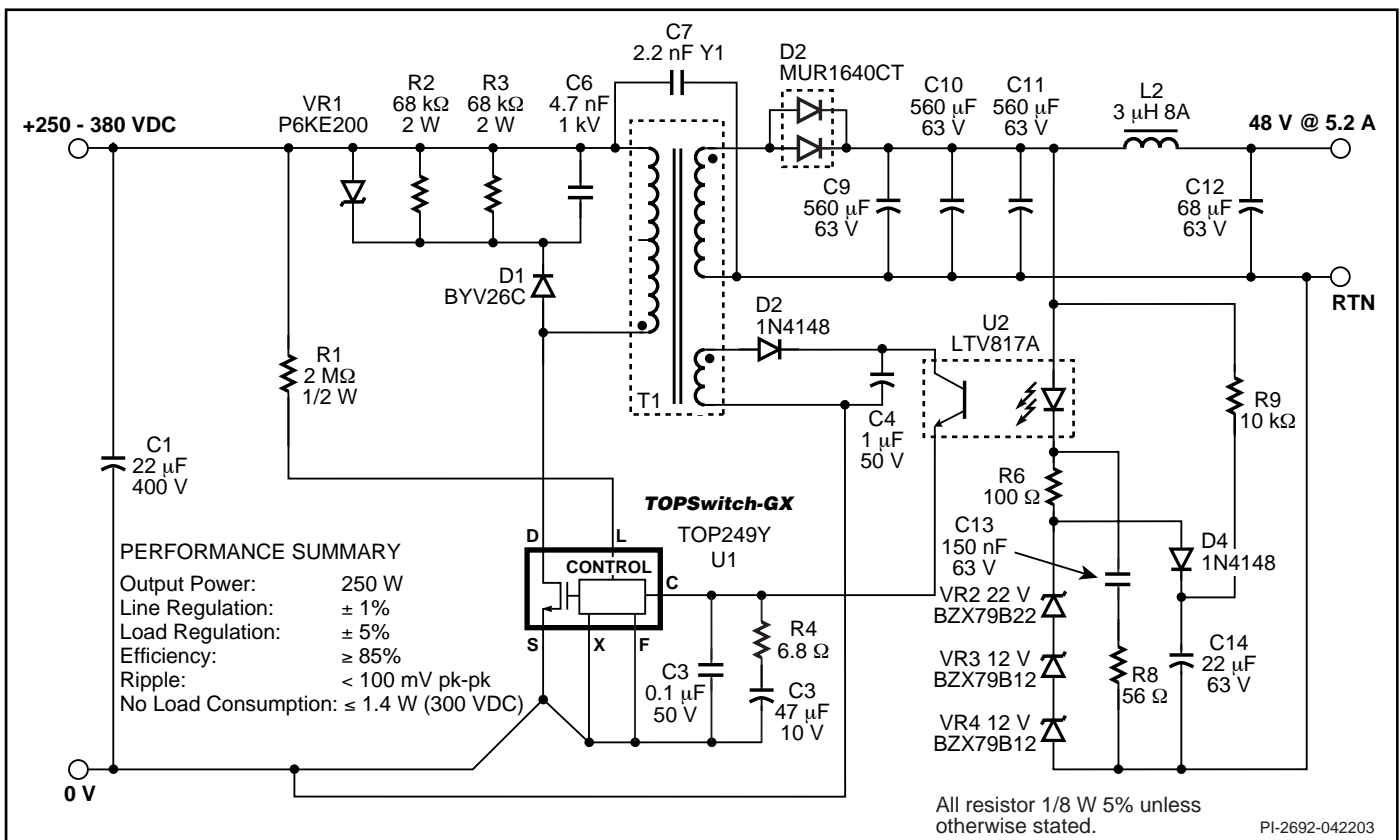 C7
2.2 nF Y1
D2
MUR1640CT
R2
68 kΩ
2 W
R3
68 kΩ
2 W
C6
4.7 nF
1 kV
C10
560 µF
63 V
C11
560 µF
63 V
L2
3 µH 8A
VR1
P6KE200
+250 - 380 VDC
48 V @ 5.2 A
C9
560 µF
63 V
C12
68 µF
63 V
D1
BYV26C
RTN
D2
1N4148
U2
LTV817A
R1
2 MΩ
1/2 W
T1
C4
1 µF
50 V
R9
10 kΩ
C1
22 µF
400 V
R6
100 Ω
TOPSwitch-GX
TOP249Y
U1
D
L
CONTROL
C
S
X
F
C13
150 nF
63 V
D4
1N4148
PERFORMANCE SUMMARY
Output Power: 250 W
Line Regulation: ± 1%
Load Regulation: ± 5%
Efficiency: ≥ 85%
Ripple: < 100 mV pk-pk
No Load Consumption: ≤ 1.4 W (300 VDC)
VR2 22 V
BZX79B22
R4
6.8 Ω
C3
0.1 µF
50 V
C3
47 µF
10 V
VR3 12 V
BZX79B12
R8
56 Ω
C14
22 µF
63 V
VR4 12 V
BZX79B12
0 V
All resistor 1/8 W 5% unless
otherwise stated.
PI-2692-042203